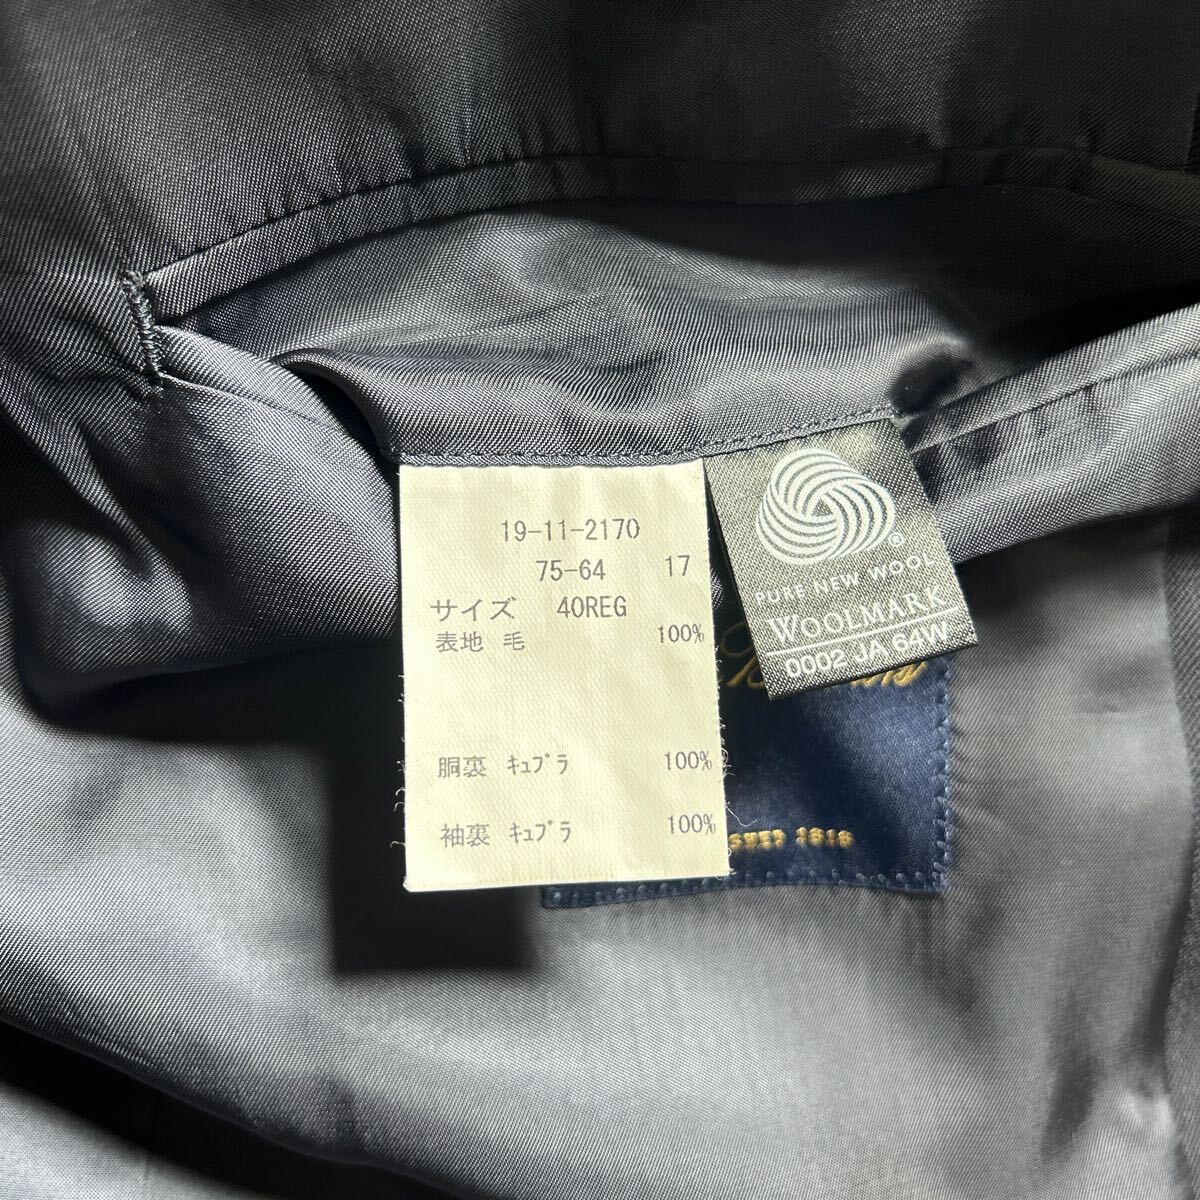 19-11-2170
75-64 17
サイズ 40REG
表地 毛 100%
胴裏 ｷｭﾌﾟﾗ 100%
袖裏 ｷｭﾌﾟﾗ 100%
®
PURE NEW WOOL
WOOLMARK
0002 JA 64W
1818